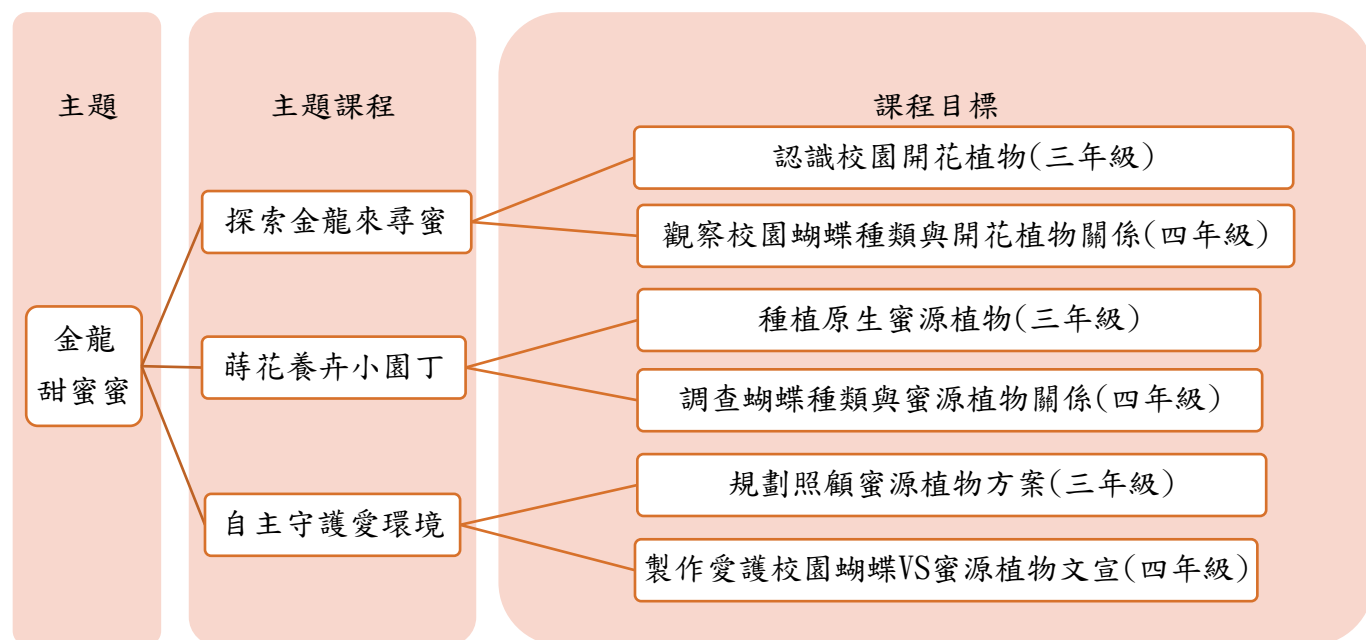 主題
主題課程
課程目標
金龍
甜蜜蜜
探索金龍來尋蜜
認識校園開花植物(三年級)
觀察校園蝴蝶種類與開花植物關係(四年級)
蒔花養卉小園丁
種植原生蜜源植物(三年級)
調查蝴蝶種類與蜜源植物關係(四年級)
自主守護愛環境
規劃照顧蜜源植物方案(三年級)
製作愛護校園蝴蝶VS蜜源植物文宣(四年級)